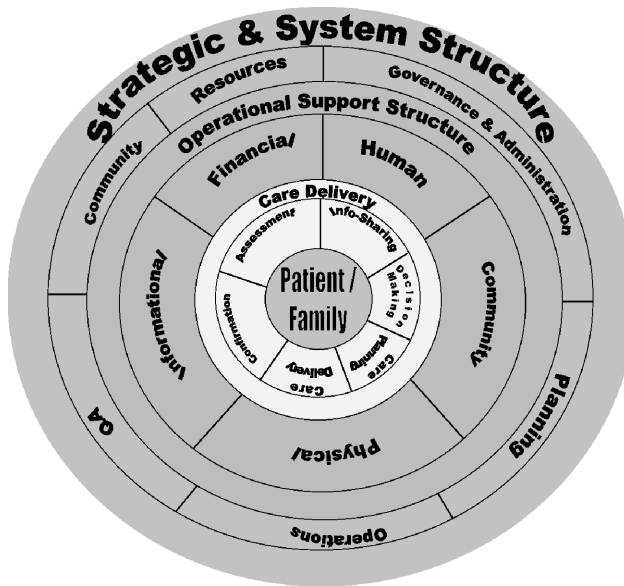 Strategic & System Structure
Resources
Governance & Administration
Planning
Operations
QA
Community
Operational Support Structure
Financial
Human
Community
Physical
Informational
Care Delivery
Assessment
Info-Sharing
Decision
Making
Care
Planning
Care
Delivery
Confirmation
Patient /
Family